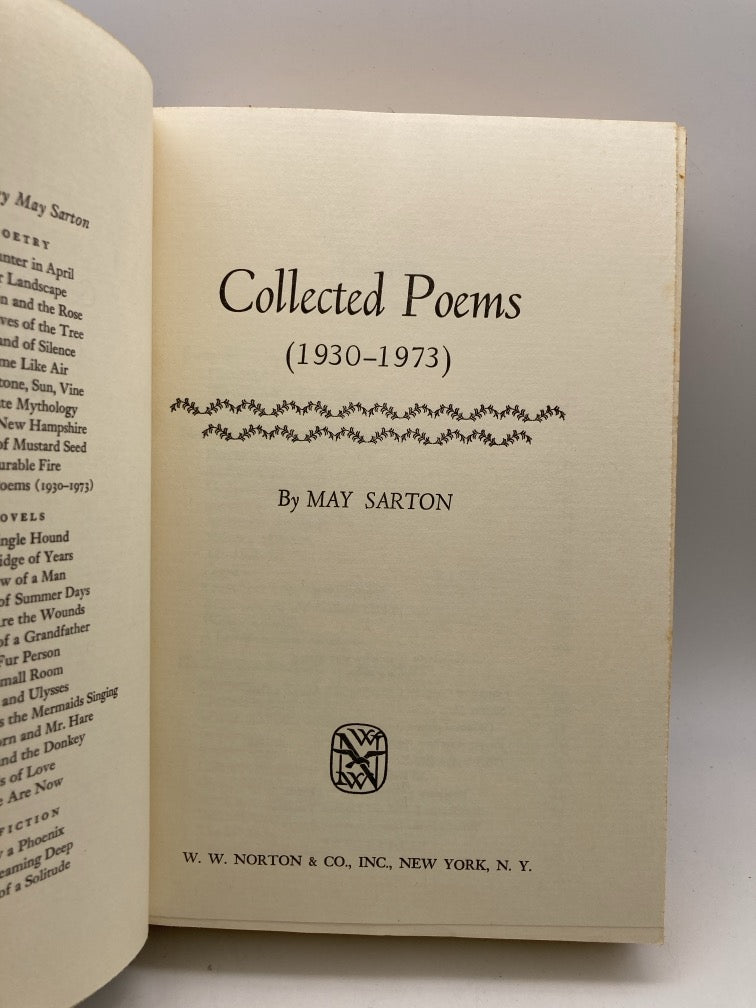 y May Sarton
OETRY
unter in April
r Landscape
n and the Rose
ves of the Tree
and of Silence
me Like Air
tone, Sun, Vine
te Mythology
New Hampshire
of Mustard Seed
urable Fire
oems (1930–1973)
OVELS
ingle Hound
idge of Years
w of a Man
of Summer Days
re the Wounds
of a Grandfather
Fur Person
mall Room
and Ulysses
s the Mermaids Singing
orn and Mr. Hare
nd the Donkey
s of Love
e Are Now
FICTION
a Phoenix
eaming Deep
of a Solitude
Collected Poems
(1930–1973)
By MAY SARTON
W. W. NORTON & CO., INC., NEW YORK, N. Y.